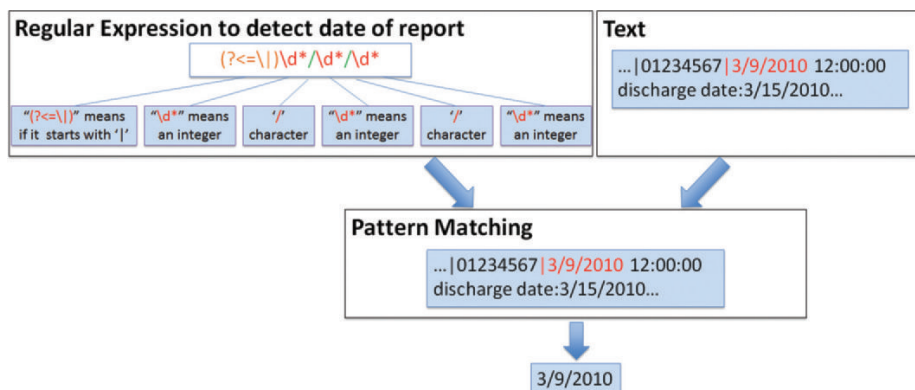 Regular Expression to detect date of report
(?<=\|)\d*/\d*/\d*
“(?<=\|)” means
if it starts with ‘|’
“\d*” means
an integer
‘/’
character
“\d*” means
an integer
‘/’
character
“\d*” means
an integer
Text
...|01234567|3/9/2010 12:00:00
discharge date:3/15/2010...
Pattern Matching
...|01234567|3/9/2010 12:00:00
discharge date:3/15/2010...
3/9/2010